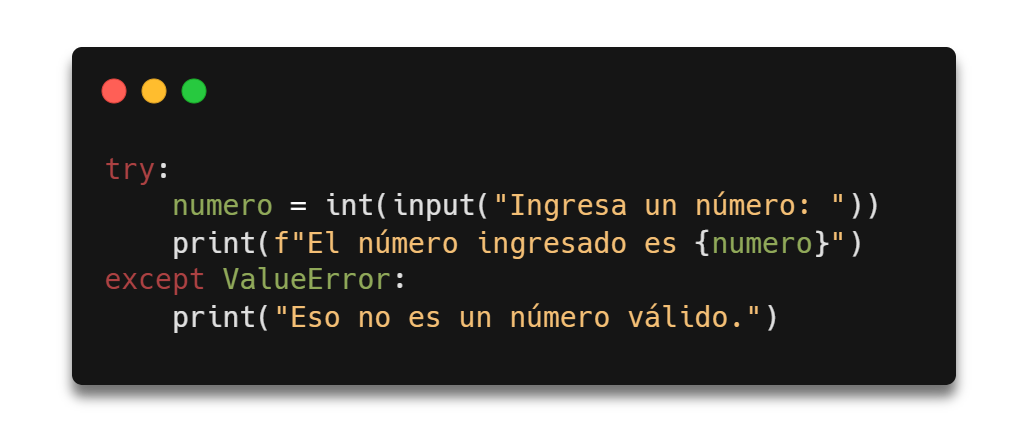 try:
    numero = int(input("Ingresa un número: "))
    print(f"El número ingresado es {numero}")
except ValueError:
    print("Eso no es un número válido.")